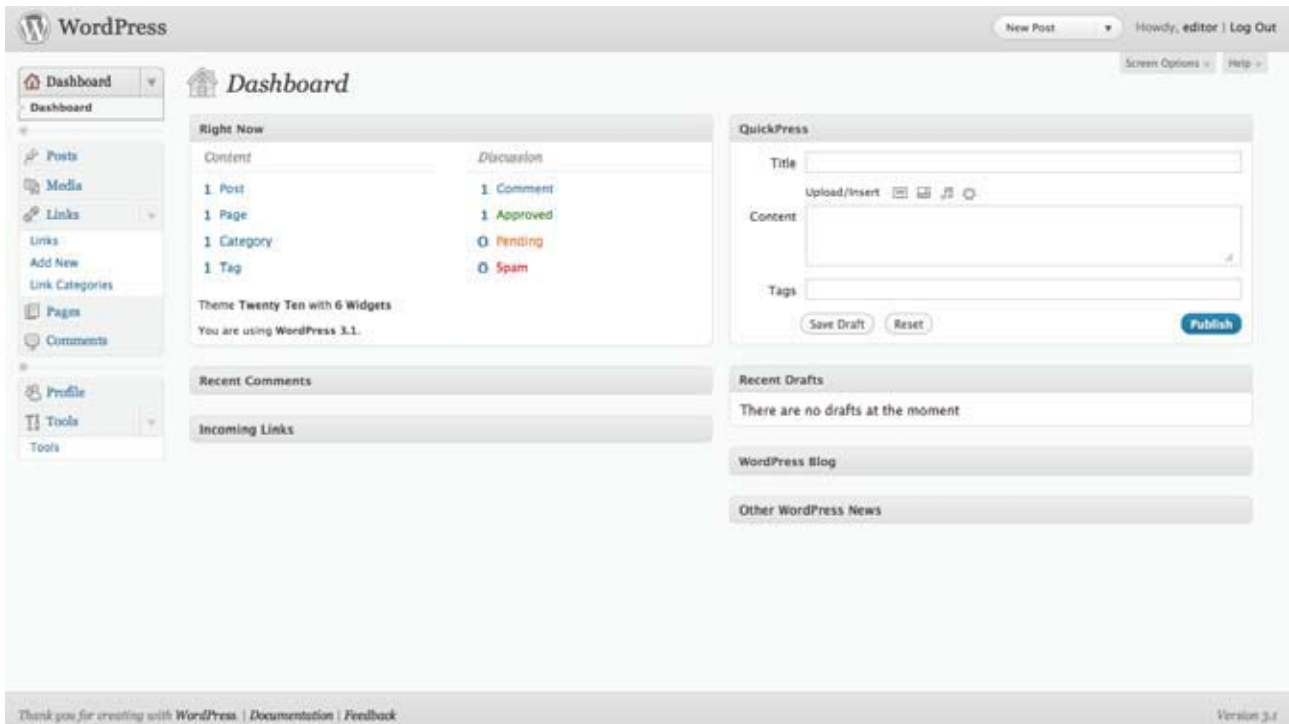 WordPress
New Post
Howdy, editor | Log Out
Screen Options
Help
Dashboard
Dashboard
Posts
Media
Links
Links
Add New
Link Categories
Pages
Comments
Profile
Tools
Tools
Dashboard
Right Now
Content
1 Post
1 Page
1 Category
1 Tag
Discussion
1 Comment
1 Approved
0 Pending
0 Spam
Theme Twenty Ten with 6 Widgets
You are using WordPress 3.1.
Recent Comments
Incoming Links
QuickPress
Title
Upload/Insert
Content
Tags
Save Draft
Reset
Publish
Recent Drafts
There are no drafts at the moment
WordPress Blog
Other WordPress News
Thank you for creating with WordPress. | Documentation | Feedback
Version 3.1